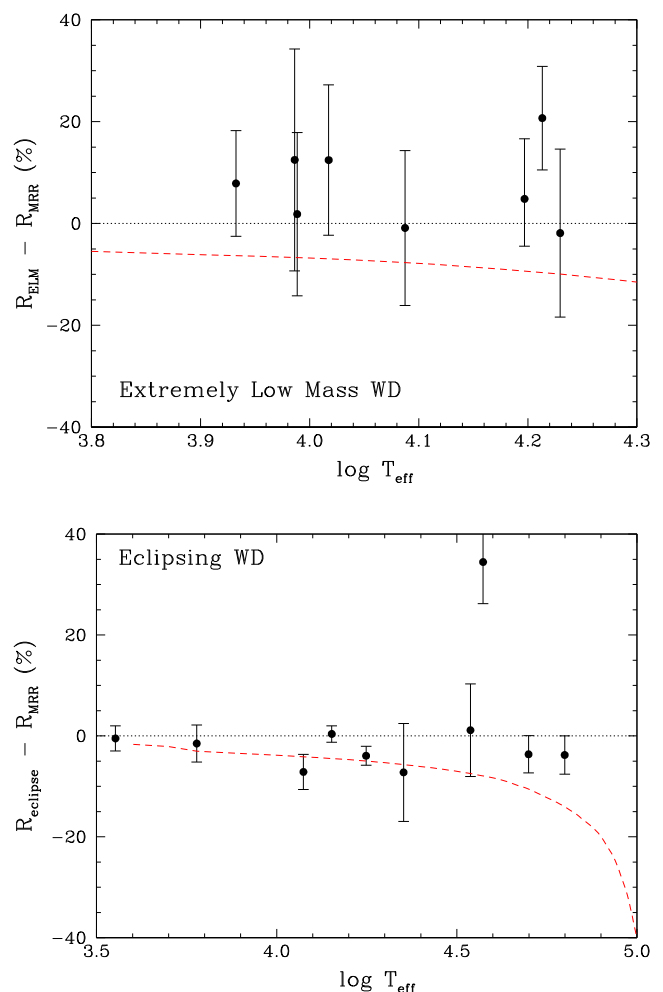 40
20
0
−20
−40
R_ELM − R_MRR (%)
Extremely Low Mass WD
3.8 3.9 4.0 4.1 4.2 4.3
log T_eff
40
20
0
−20
−40
R_eclipse − R_MRR (%)
Eclipsing WD
3.5 4.0 4.5 5.0
log T_eff